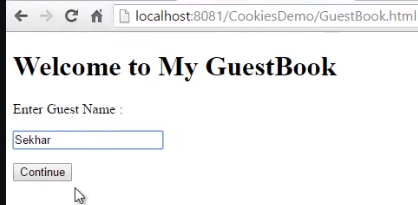 localhost:8081/CookiesDemo/GuestBook.html
Welcome to My GuestBook
Enter Guest Name :
Sekhar
Continue